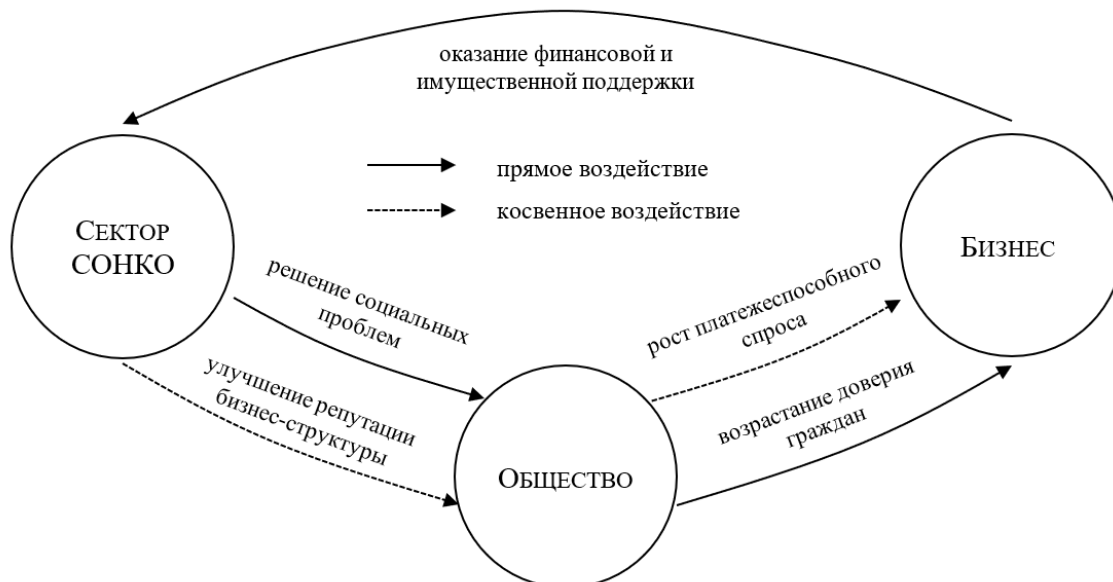 оказание финансовой и
имущественной поддержки
прямое воздействие
косвенное воздействие
СЕКТОР
СОНКО
БИЗНЕС
решение социальных
проблем
рост платежеспособного
спроса
улучшение репутации
бизнес-структуры
возрастание доверия
граждан
ОБЩЕСТВО